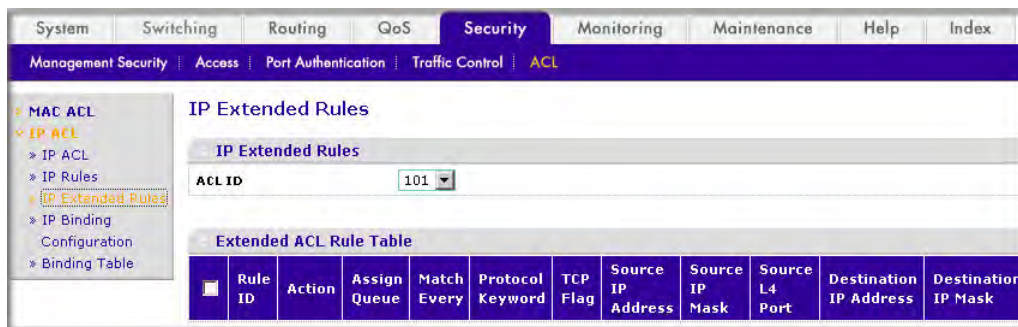 System Switching Routing QoS Security Monitoring Maintenance Help Index
Management Security Access Port Authentication Traffic Control ACL
MAC ACL
IP ACL
» IP ACL
» IP Rules
» IP Extended Rules
» IP Binding
Configuration
» Binding Table
IP Extended Rules
IP Extended Rules
ACL ID 101
Extended ACL Rule Table
Rule ID Action Assign Queue Match Every Protocol Keyword TCP Flag Source IP Address Source IP Mask Source L4 Port Destination IP Address Destination IP Mask